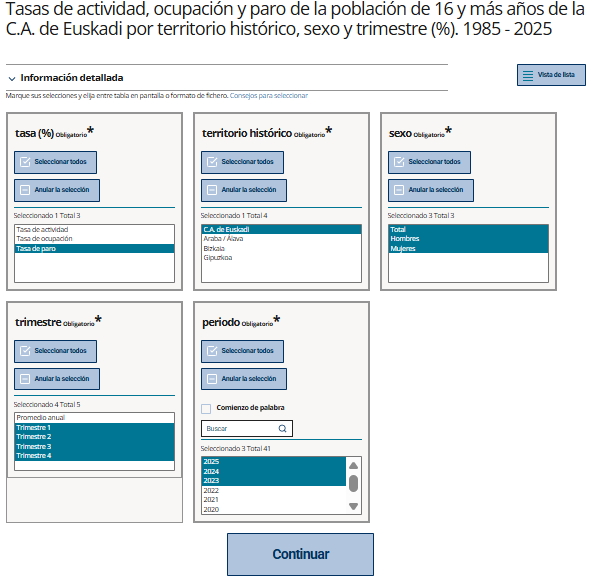 Tasas de actividad, ocupación y paro de la población de 16 y más años de la
C.A. de Euskadi por territorio histórico, sexo y trimestre (%). 1985 - 2025
Información detallada
Vista de lista
Marque sus selecciones y elija entre tabla en pantalla o formato de fichero. Consejos para seleccionar
tasa (%) Obligatorio*
Seleccionar todos
Anular la selección
Seleccionado 1 Total 3
Tasa de actividad
Tasa de ocupación
Tasa de paro
territorio histórico Obligatorio*
Seleccionar todos
Anular la selección
Seleccionado 1 Total 4
C.A. de Euskadi
Araba / Álava
Bizkaia
Gipuzkoa
sexo Obligatorio*
Seleccionar todos
Anular la selección
Seleccionado 3 Total 3
Total
Hombres
Mujeres
trimestre Obligatorio*
Seleccionar todos
Anular la selección
Seleccionado 4 Total 5
Promedio anual
Trimestre 1
Trimestre 2
Trimestre 3
Trimestre 4
periodo Obligatorio*
Seleccionar todos
Anular la selección
Comienzo de palabra
Buscar
Seleccionado 3 Total 41
2025
2024
2023
2022
2021
2020
Continuar